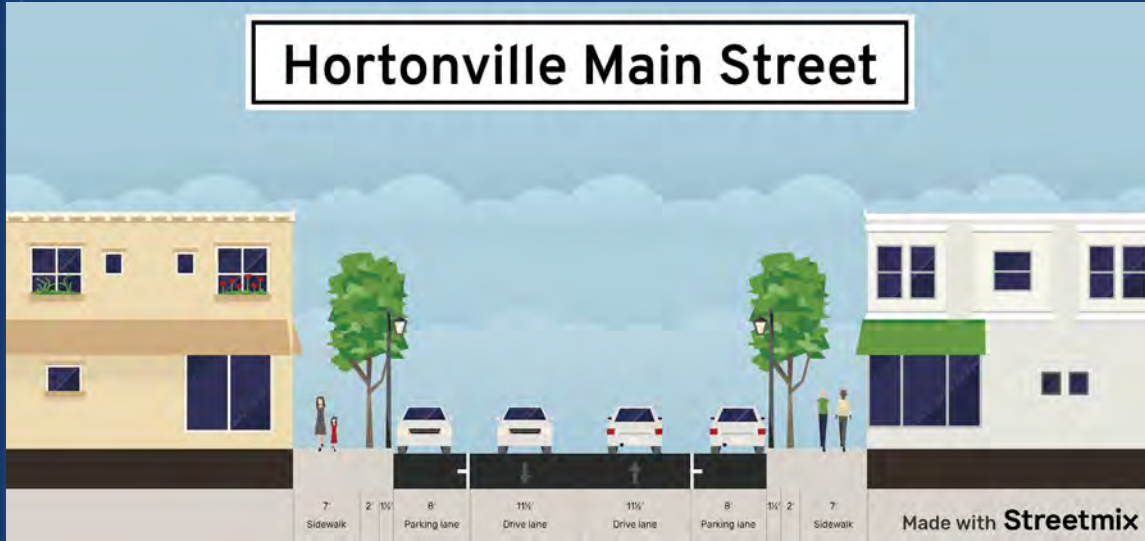 Hortonville Main Street
7' 2' 1½' 8' 11½' 11½' 8' 1½' 2' 7'
Sidewalk Parking lane Drive lane Drive lane Parking lane Sidewalk
Made with Streetmix